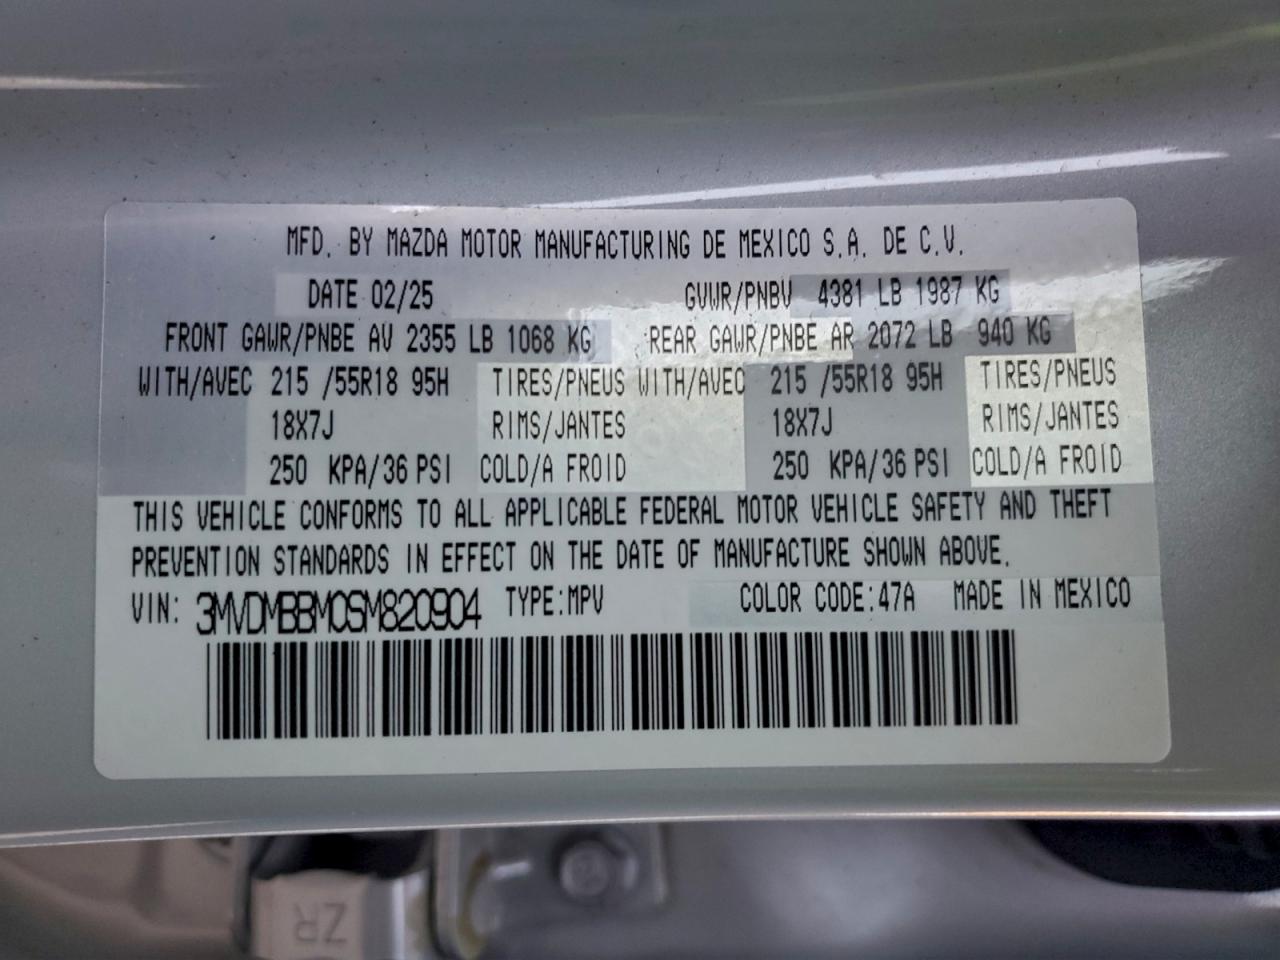 MFD. BY MAZDA MOTOR MANUFACTURING DE MEXICO S.A. DE C.V.
DATE 02/25 GVWR/PNBV 4381 LB 1987 KG
FRONT GAWR/PNBE AV 2355 LB 1068 KG REAR GAWR/PNBE AR 2072 LB 940 KG
WITH/AVEC 215 /55R18 95H TIRES/PNEUS WITH/AVEC 215 /55R18 95H TIRES/PNEUS
18X7J RIMS/JANTES 18X7J RIMS/JANTES
250 KPA/36 PSI COLD/A FROID 250 KPA/36 PSI COLD/A FROID
THIS VEHICLE CONFORMS TO ALL APPLICABLE FEDERAL MOTOR VEHICLE SAFETY AND THEFT
PREVENTION STANDARDS IN EFFECT ON THE DATE OF MANUFACTURE SHOWN ABOVE.
VIN: 3MVDMBBM0SM820904 TYPE:MPV COLOR CODE:47A MADE IN MEXICO
ZR